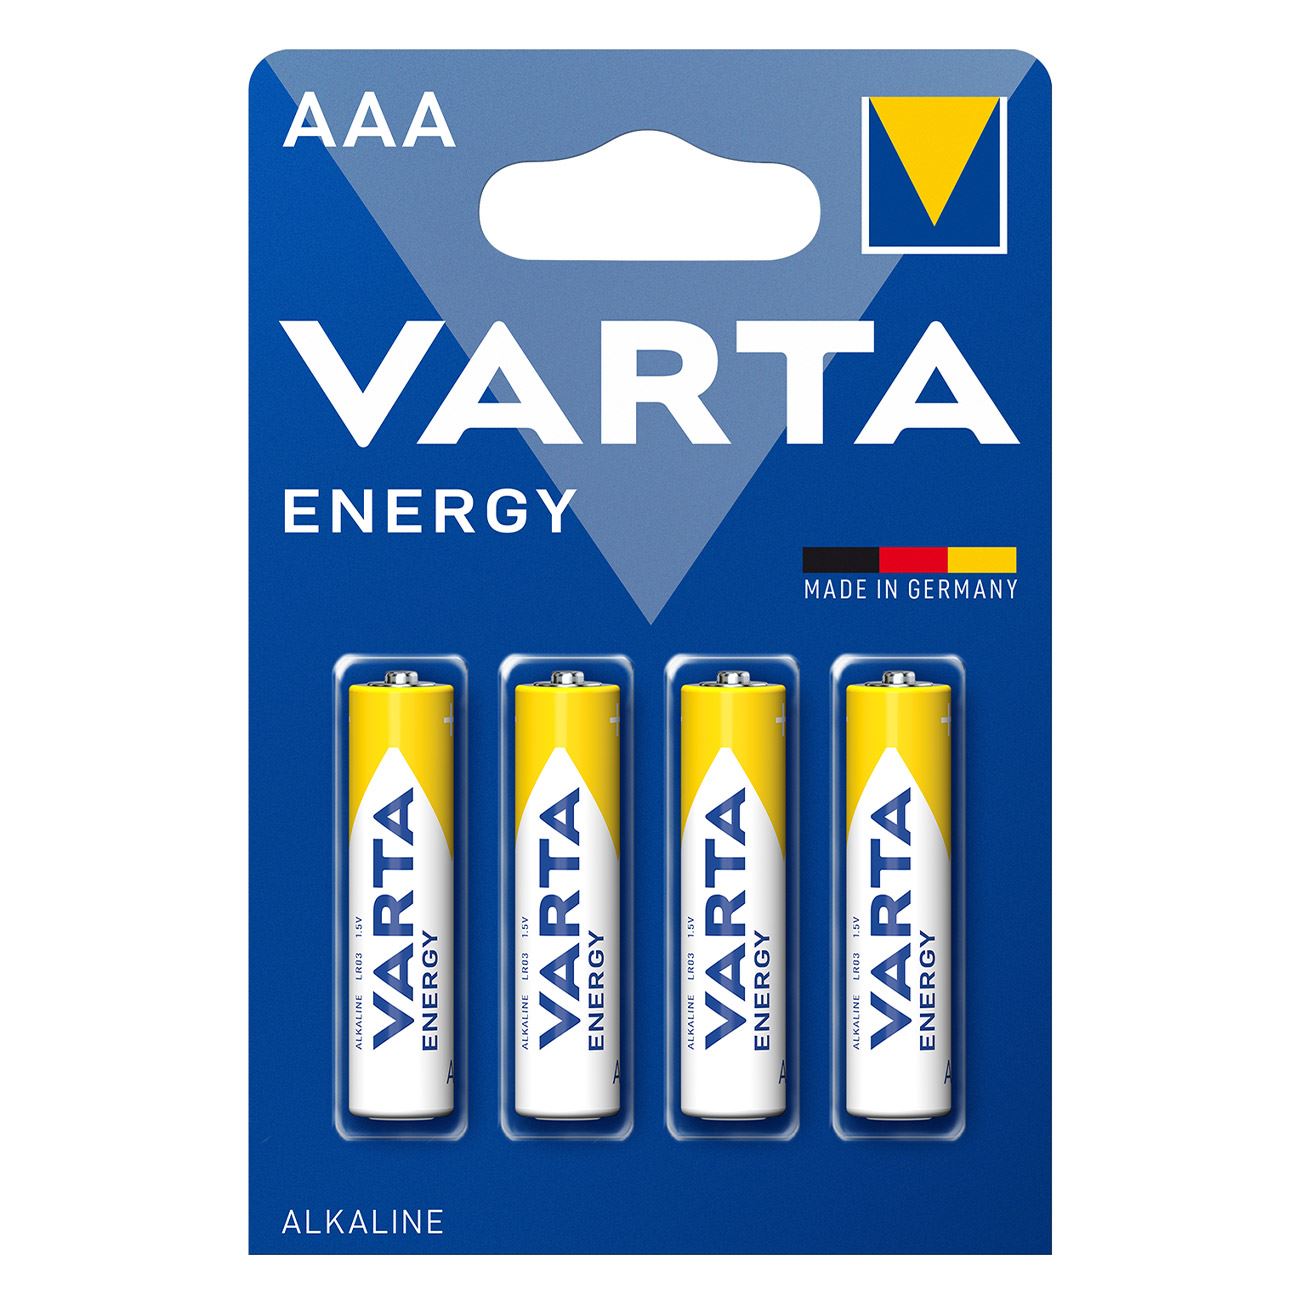 AAA
VARTA
ENERGY
MADE IN GERMANY
ALKALINE LR03 1.5V
VARTA
ENERGY
A
ALKALINE LR03 1.5V
VARTA
ENERGY
A
ALKALINE LR03 1.5V
VARTA
ENERGY
A
ALKALINE LR03 1.5V
VARTA
ENERGY
A
ALKALINE